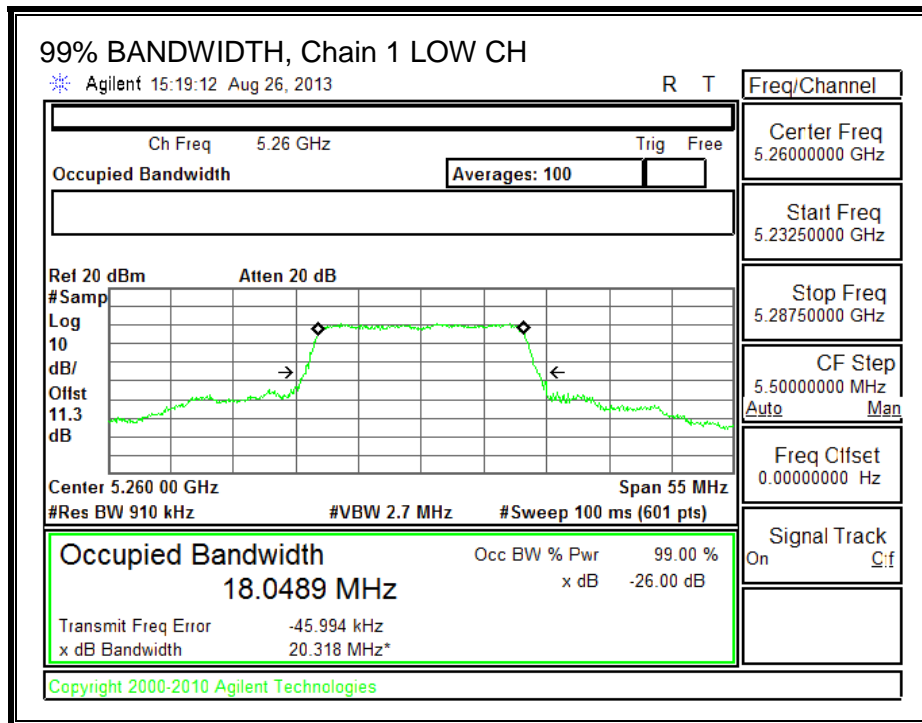 99% BANDWIDTH, Chain 1 LOW CH
Agilent 15:19:12 Aug 26, 2013 R T
Ch Freq 5.26 GHz Trig Free
Occupied Bandwidth Averages: 100
Ref 20 dBm Atten 20 dB
#Samp
Log
10
dB/
Offst
11.3
dB
Center 5.260 00 GHz Span 55 MHz
#Res BW 910 kHz #VBW 2.7 MHz #Sweep 100 ms (601 pts)
Occupied Bandwidth Occ BW % Pwr 99.00 %
18.0489 MHz x dB -26.00 dB
Transmit Freq Error -45.994 kHz
x dB Bandwidth 20.318 MHz*
Copyright 2000-2010 Agilent Technologies
Freq/Channel
Center Freq
5.26000000 GHz
Start Freq
5.23250000 GHz
Stop Freq
5.28750000 GHz
CF Step
5.50000000 MHz
Auto Man
Freq Offset
0.00000000 Hz
Signal Track
On Off